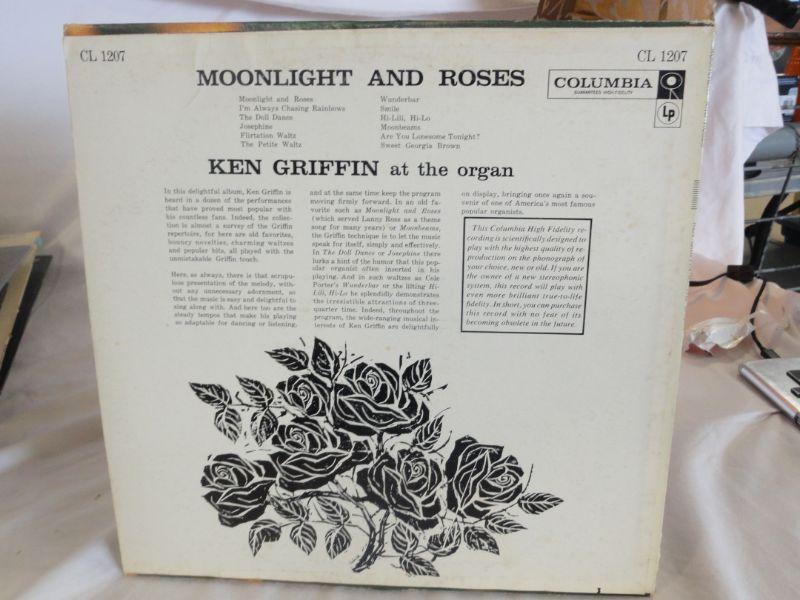 CL 1207
CL 1207
MOONLIGHT AND ROSES
COLUMBIA
GUARANTEED HIGH FIDELITY
Lp
Moonlight and Roses
I'm Always Chasing Rainbows
The Doll Dance
Josephine
Flirtation Waltz
The Petite Waltz
Wunderbar
Smile
Hi-Lili, Hi-Lo
Moonbeams
Are You Lonesome Tonight?
Sweet Georgia Brown
KEN GRIFFIN at the organ
In this delightful album, Ken Griffin is
heard in a dozen of the performances
that have proved most popular with
his countless fans. Indeed, the collec-
tion is almost a survey of the Griffin
repertoire, for here are old favorites,
bouncy novelties, charming waltzes
and popular hits, all played with the
unmistakable Griffin touch.
Here, as always, there is that scrupu-
lous presentation of the melody, with-
out any unnecessary adornment, so
that the music is easy and delightful to
sing along with. And here too are the
steady tempos that make his playing
so adaptable for dancing or listening,
and at the same time keep the program
moving firmly forward. In an old fa-
vorite such as Moonlight and Roses
(which served Lanny Ross as a theme
song for many years) or Moonbeams,
the Griffin technique is to let the music
speak for itself, simply and effectively.
In The Doll Dance or Josephine there
lurks a hint of the humor that this pop-
ular organist often inserted in his
playing. And in such waltzes as Cole
Porter's Wunderbar or the lilting Hi-
Lili, Hi-Lo he splendidly demonstrates
the irresistible attractions of three-
quarter time. Indeed, throughout the
program, the wide-ranging musical in-
terests of Ken Griffin are delightfully
on display, bringing once again a sou-
venir of one of America's most famous
popular organists.
This Columbia High Fidelity re-
cording is scientifically designed to
play with the highest quality of re-
production on the phonograph of
your choice, new or old. If you are
the owner of a new stereophonic
system, this record will play with
even more brilliant true-to-life
fidelity. In short, you can purchase
this record with no fear of its
becoming obsolete in the future.
1